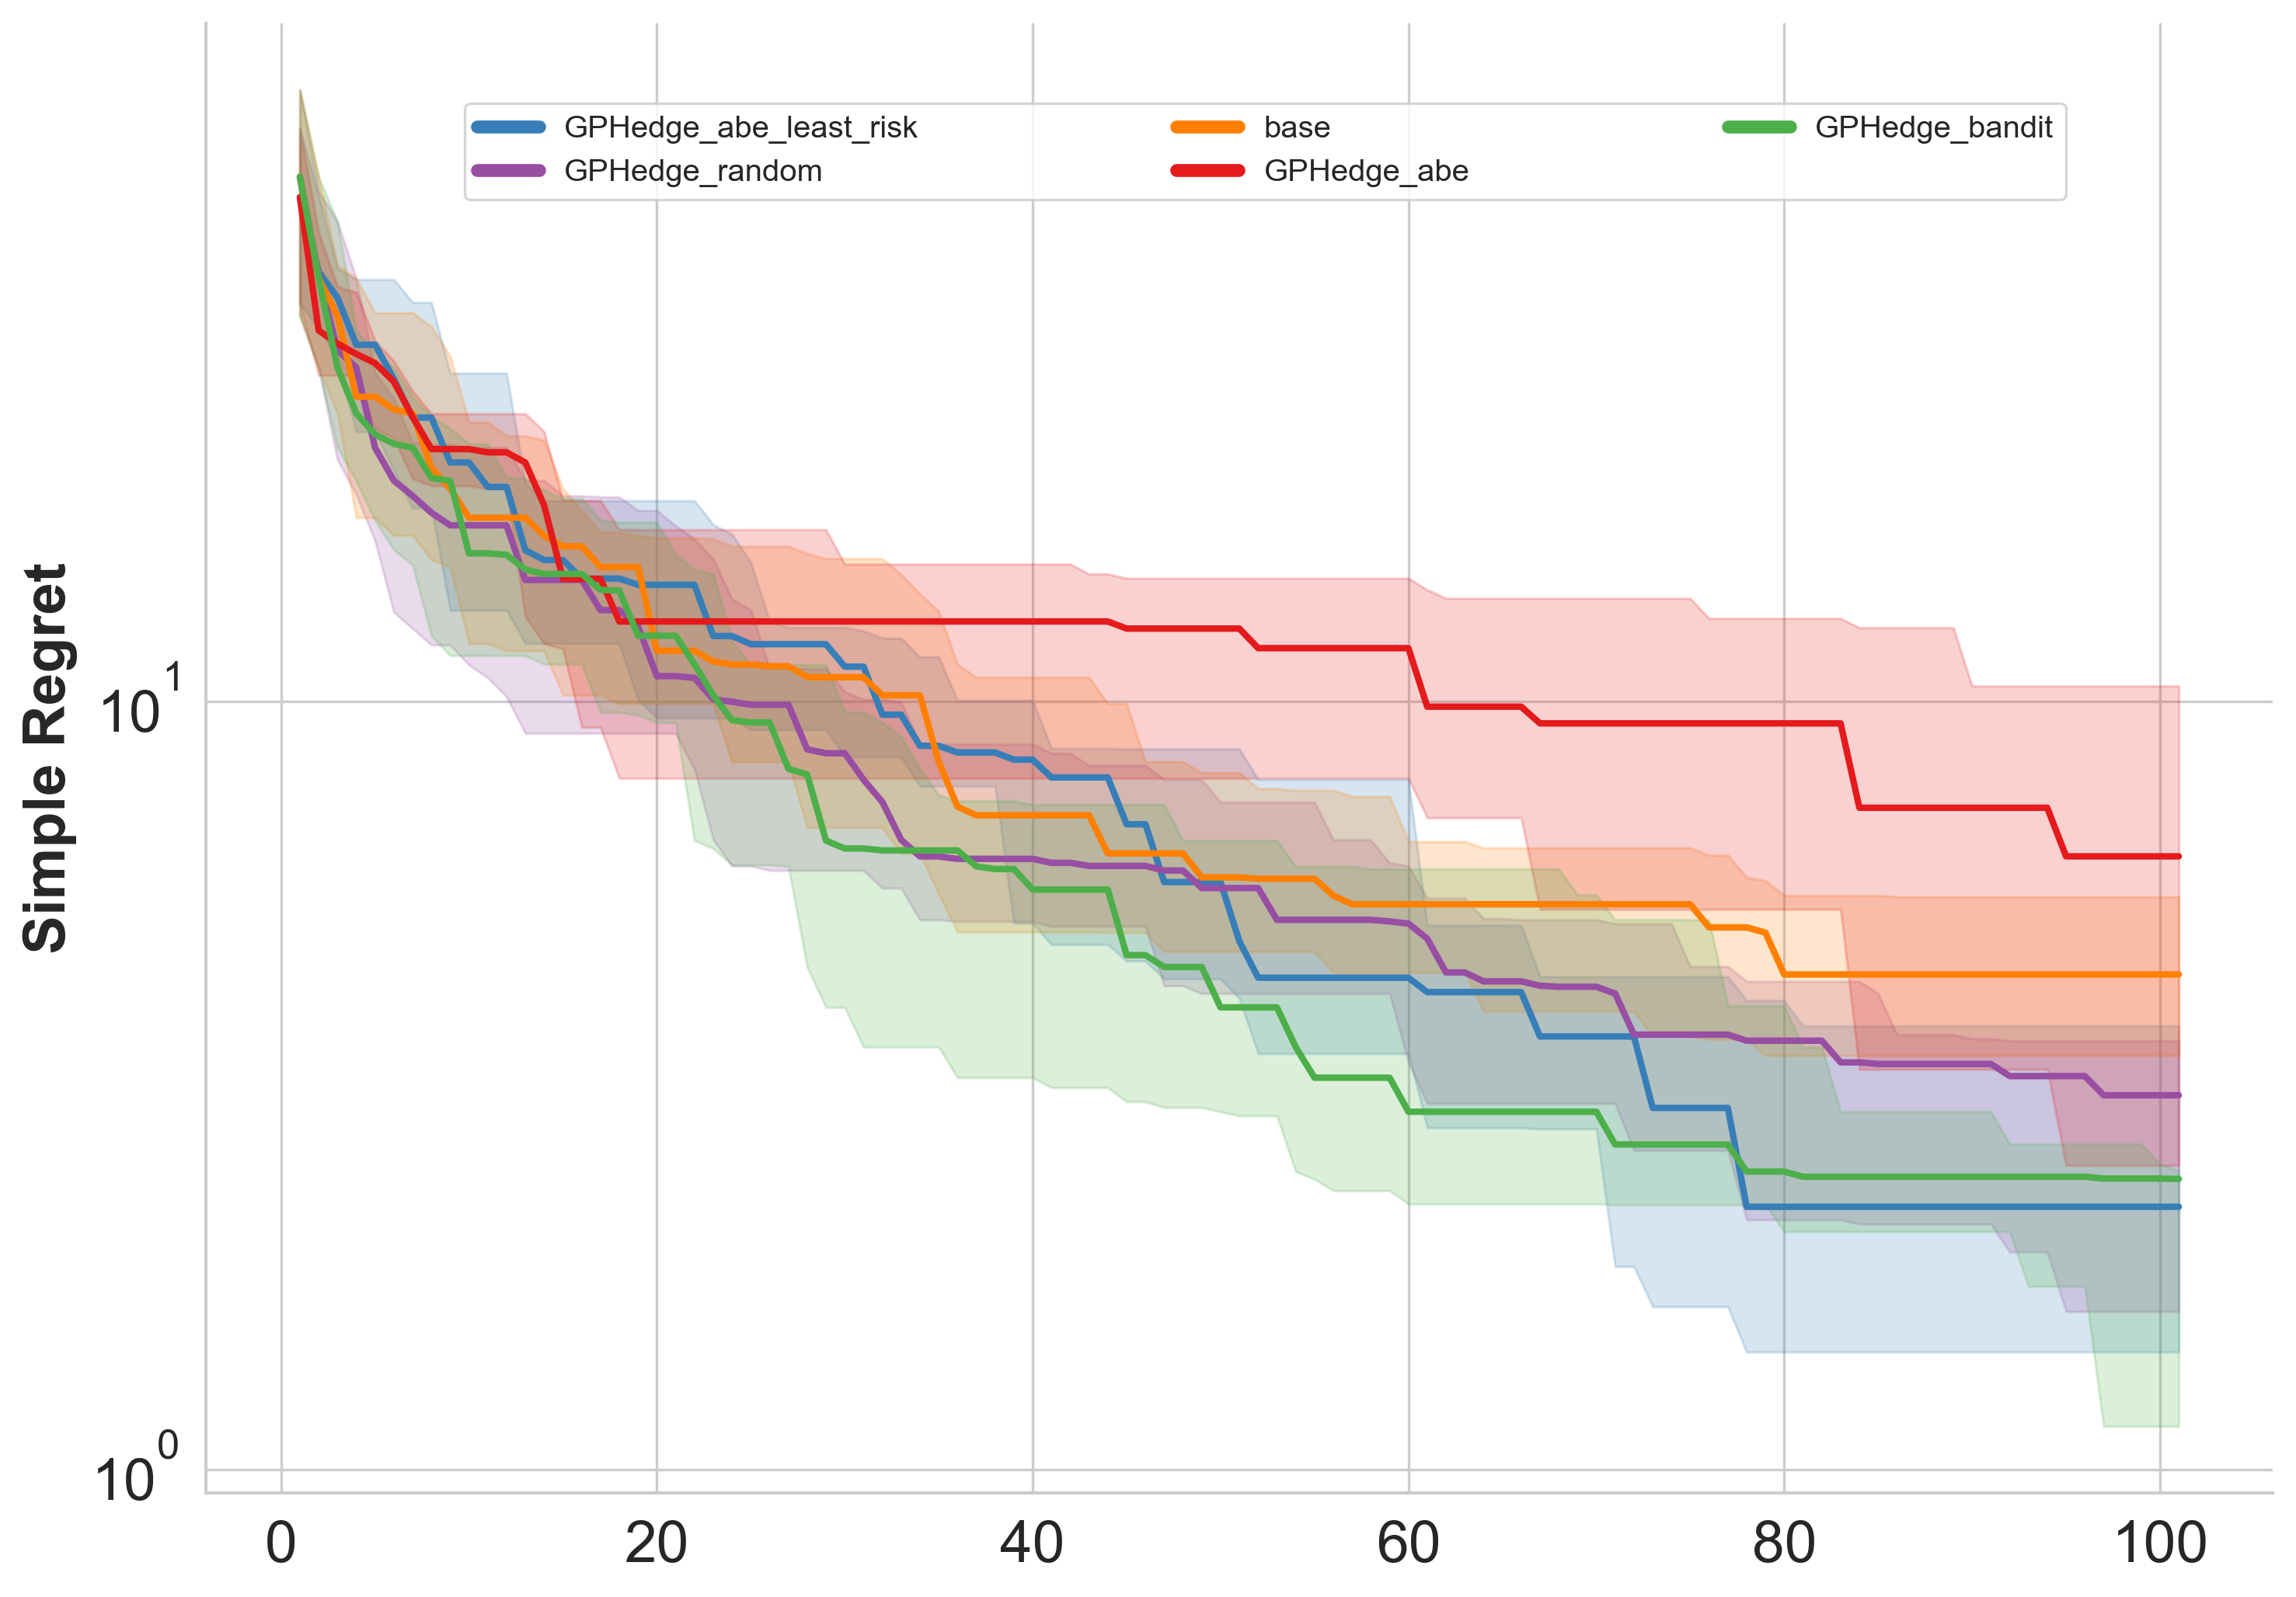 GPHedge_abe_least_risk
GPHedge_random
base
GPHedge_abe
GPHedge_bandit
Simple Regret
10^1
10^0
0 20 40 60 80 100